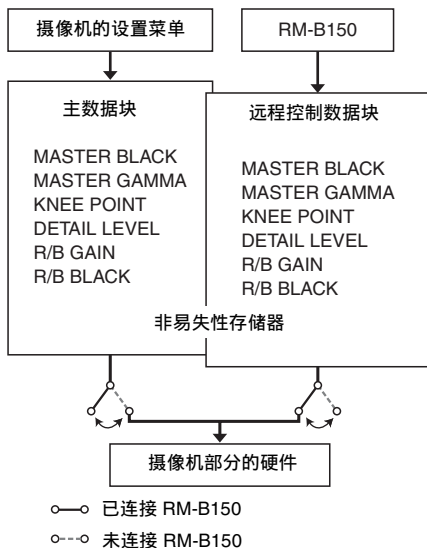 摄像机的设置菜单
RM-B150
主数据块
MASTER BLACK
MASTER GAMMA
KNEE POINT
DETAIL LEVEL
R/B GAIN
R/B BLACK
远程控制数据块
MASTER BLACK
MASTER GAMMA
KNEE POINT
DETAIL LEVEL
R/B GAIN
R/B BLACK
非易失性存储器
摄像机部分的硬件
已连接 RM-B150
未连接 RM-B150